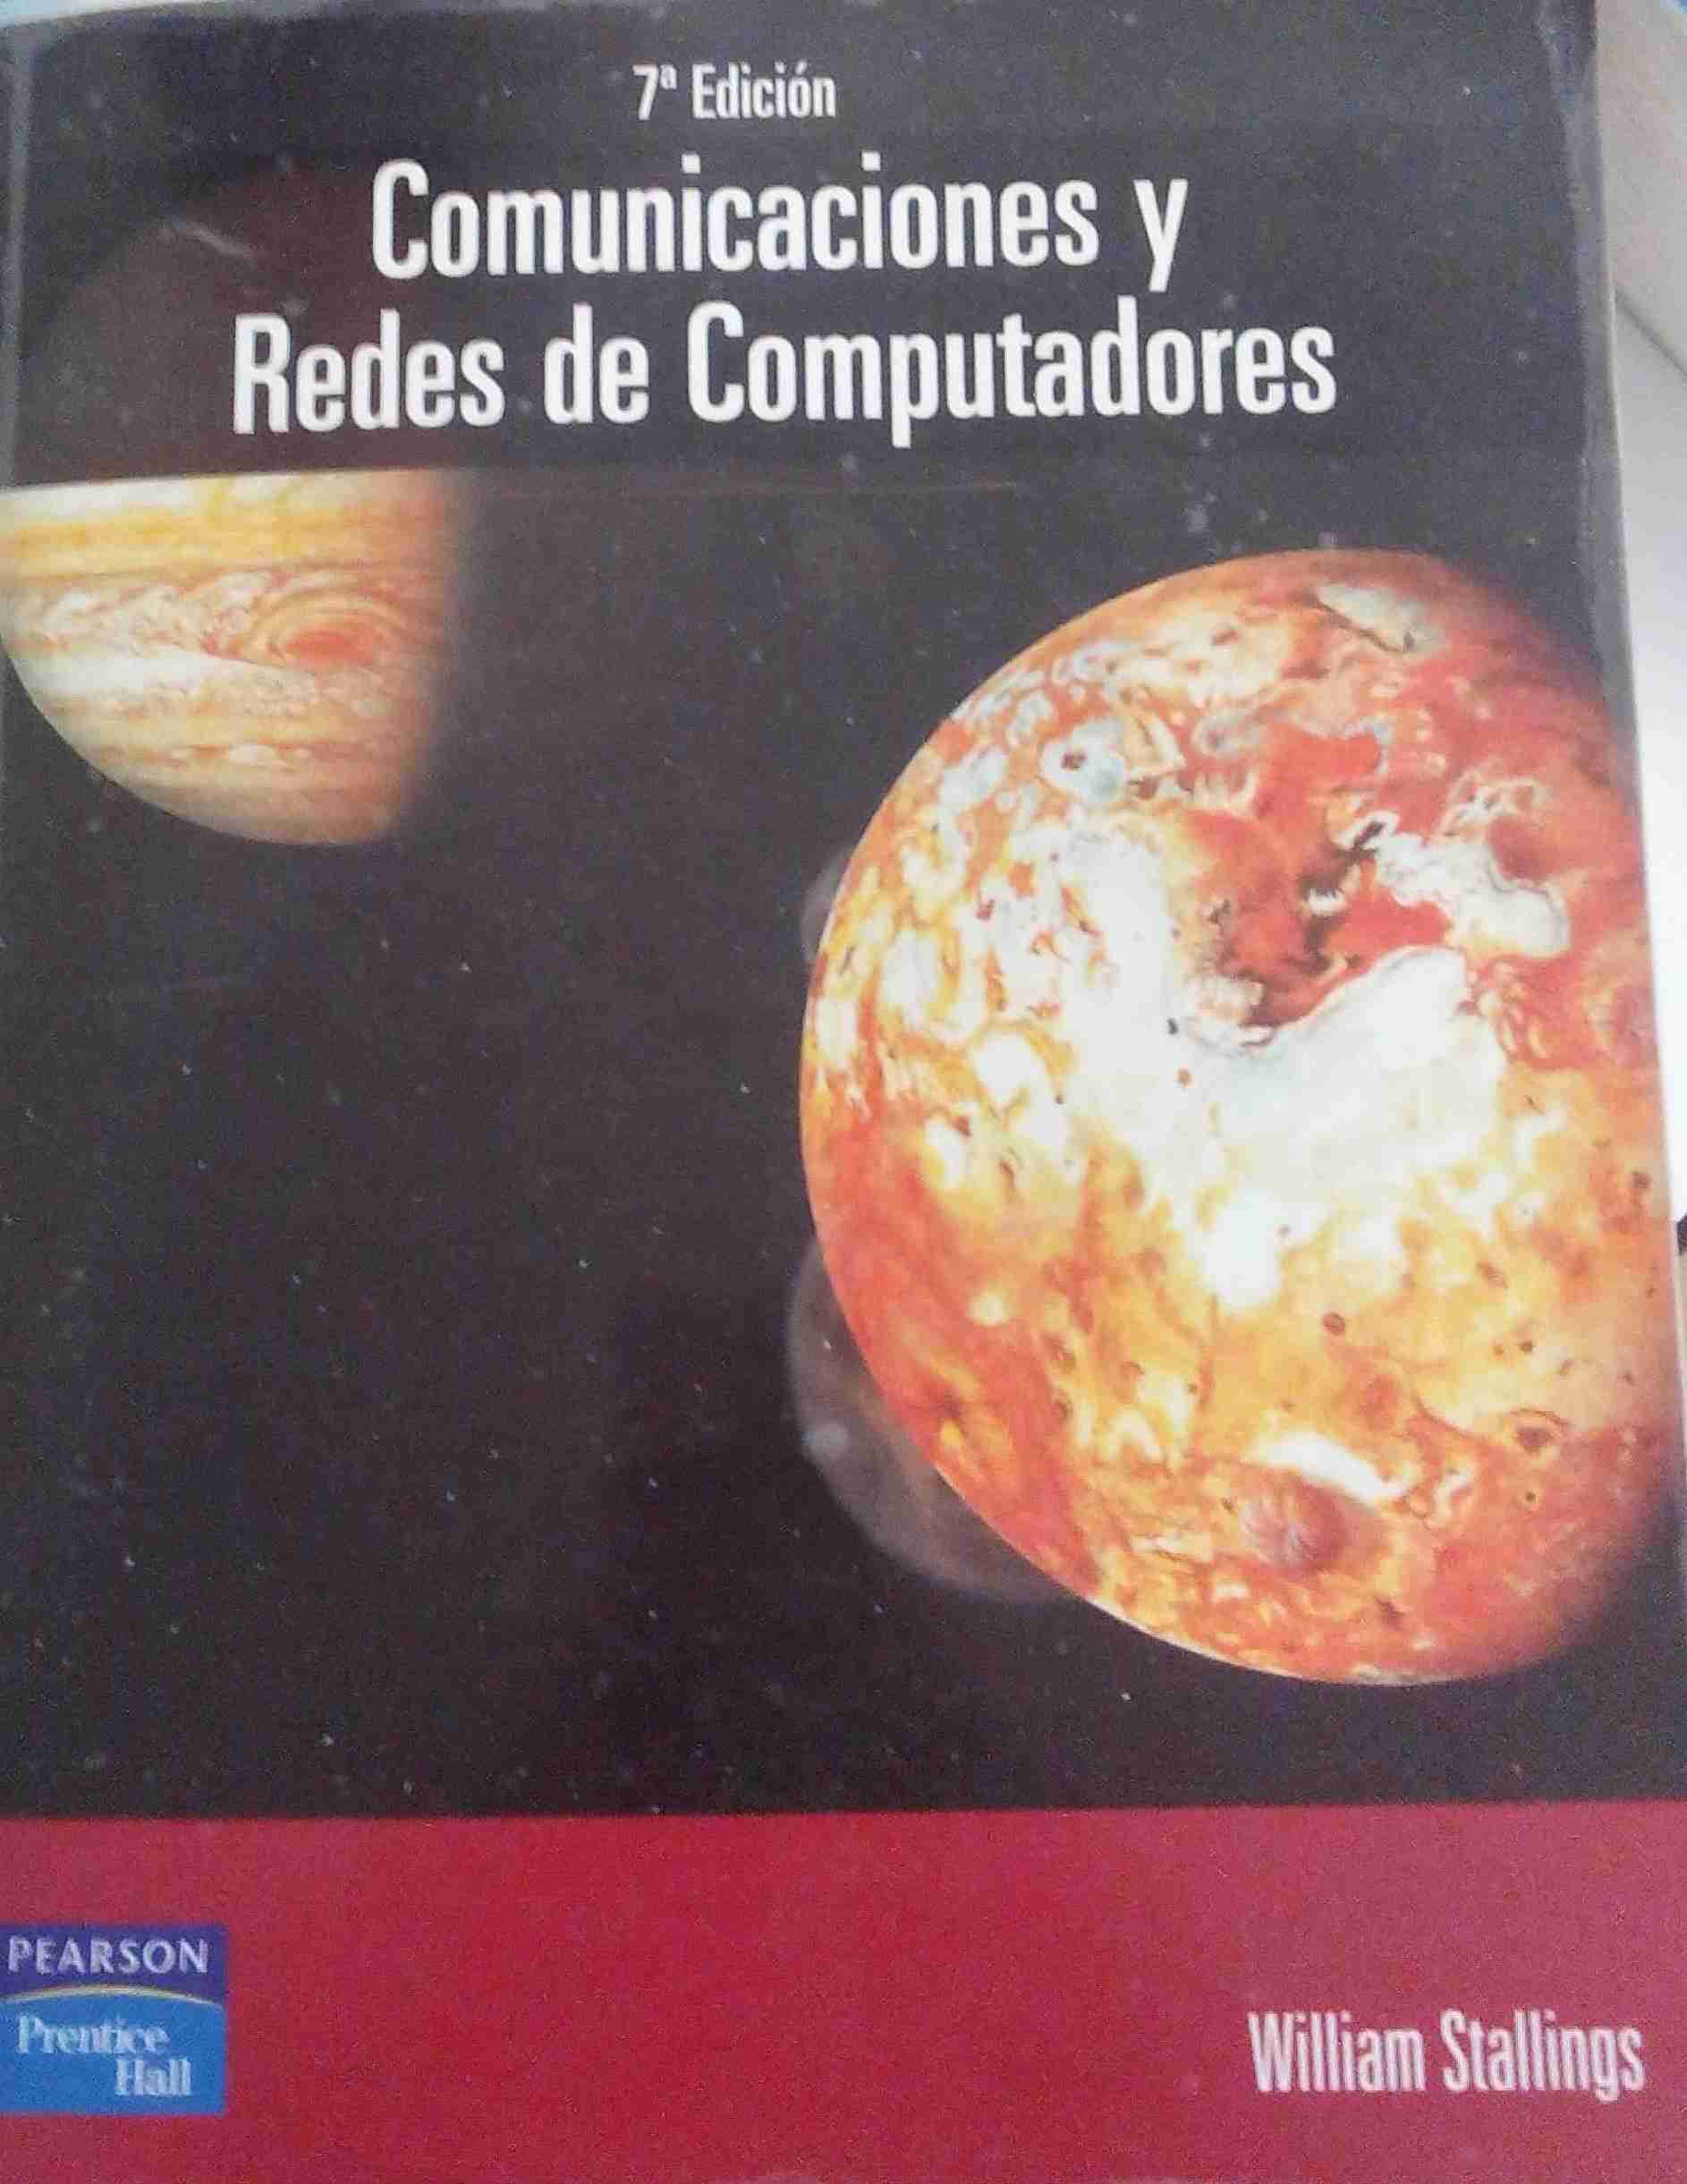 7ª Edición
Comunicaciones y
Redes de Computadores
PEARSON
Prentice
Hall
William Stallings